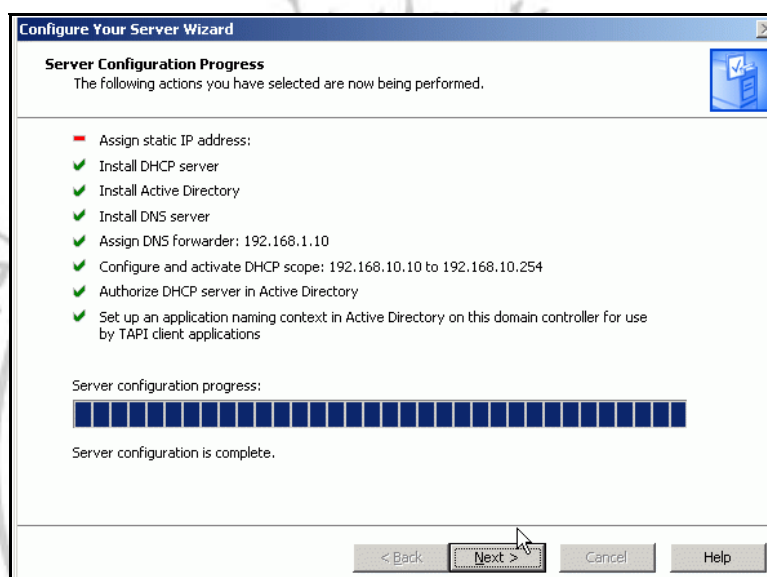 Configure Your Server Wizard
Server Configuration Progress
The following actions you have selected are now being performed.
Assign static IP address:
Install DHCP server
Install Active Directory
Install DNS server
Assign DNS forwarder: 192.168.1.10
Configure and activate DHCP scope: 192.168.10.10 to 192.168.10.254
Authorize DHCP server in Active Directory
Set up an application naming context in Active Directory on this domain controller for use
by TAPI client applications
Server configuration progress:
Server configuration is complete.
< Back Next > Cancel Help